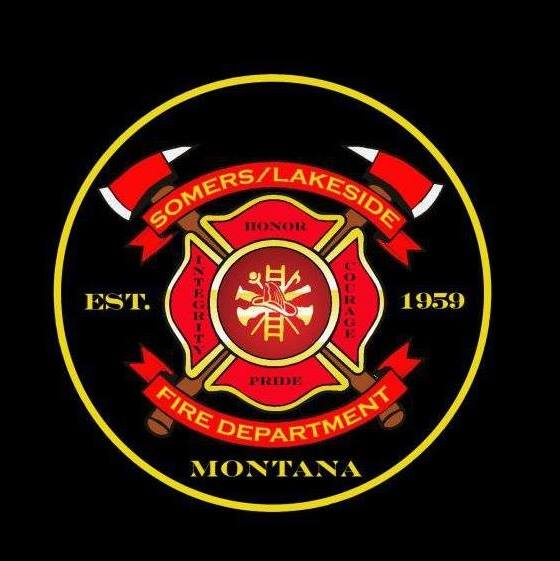 SOMERS/LAKESIDE
HONOR
INTEGRITY
COURAGE
EST.
1959
PRIDE
FIRE DEPARTMENT
MONTANA